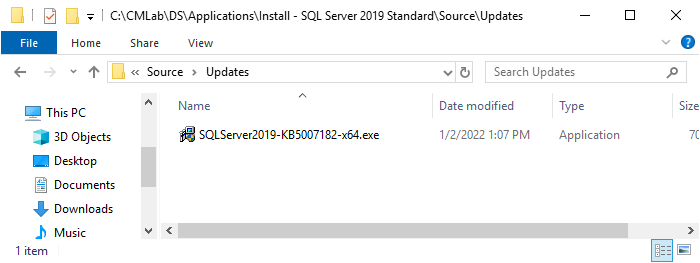 C:\CMLab\DS\Applications\Install - SQL Server 2019 Standard\Source\Updates
File Home Share View
Source Updates Search Updates
Name Date modified Type Size
This PC
3D Objects
SQLServer2019-KB5007182-x64.exe 1/2/2022 1:07 PM Application 70
Desktop
Documents
Downloads
Music
1 item